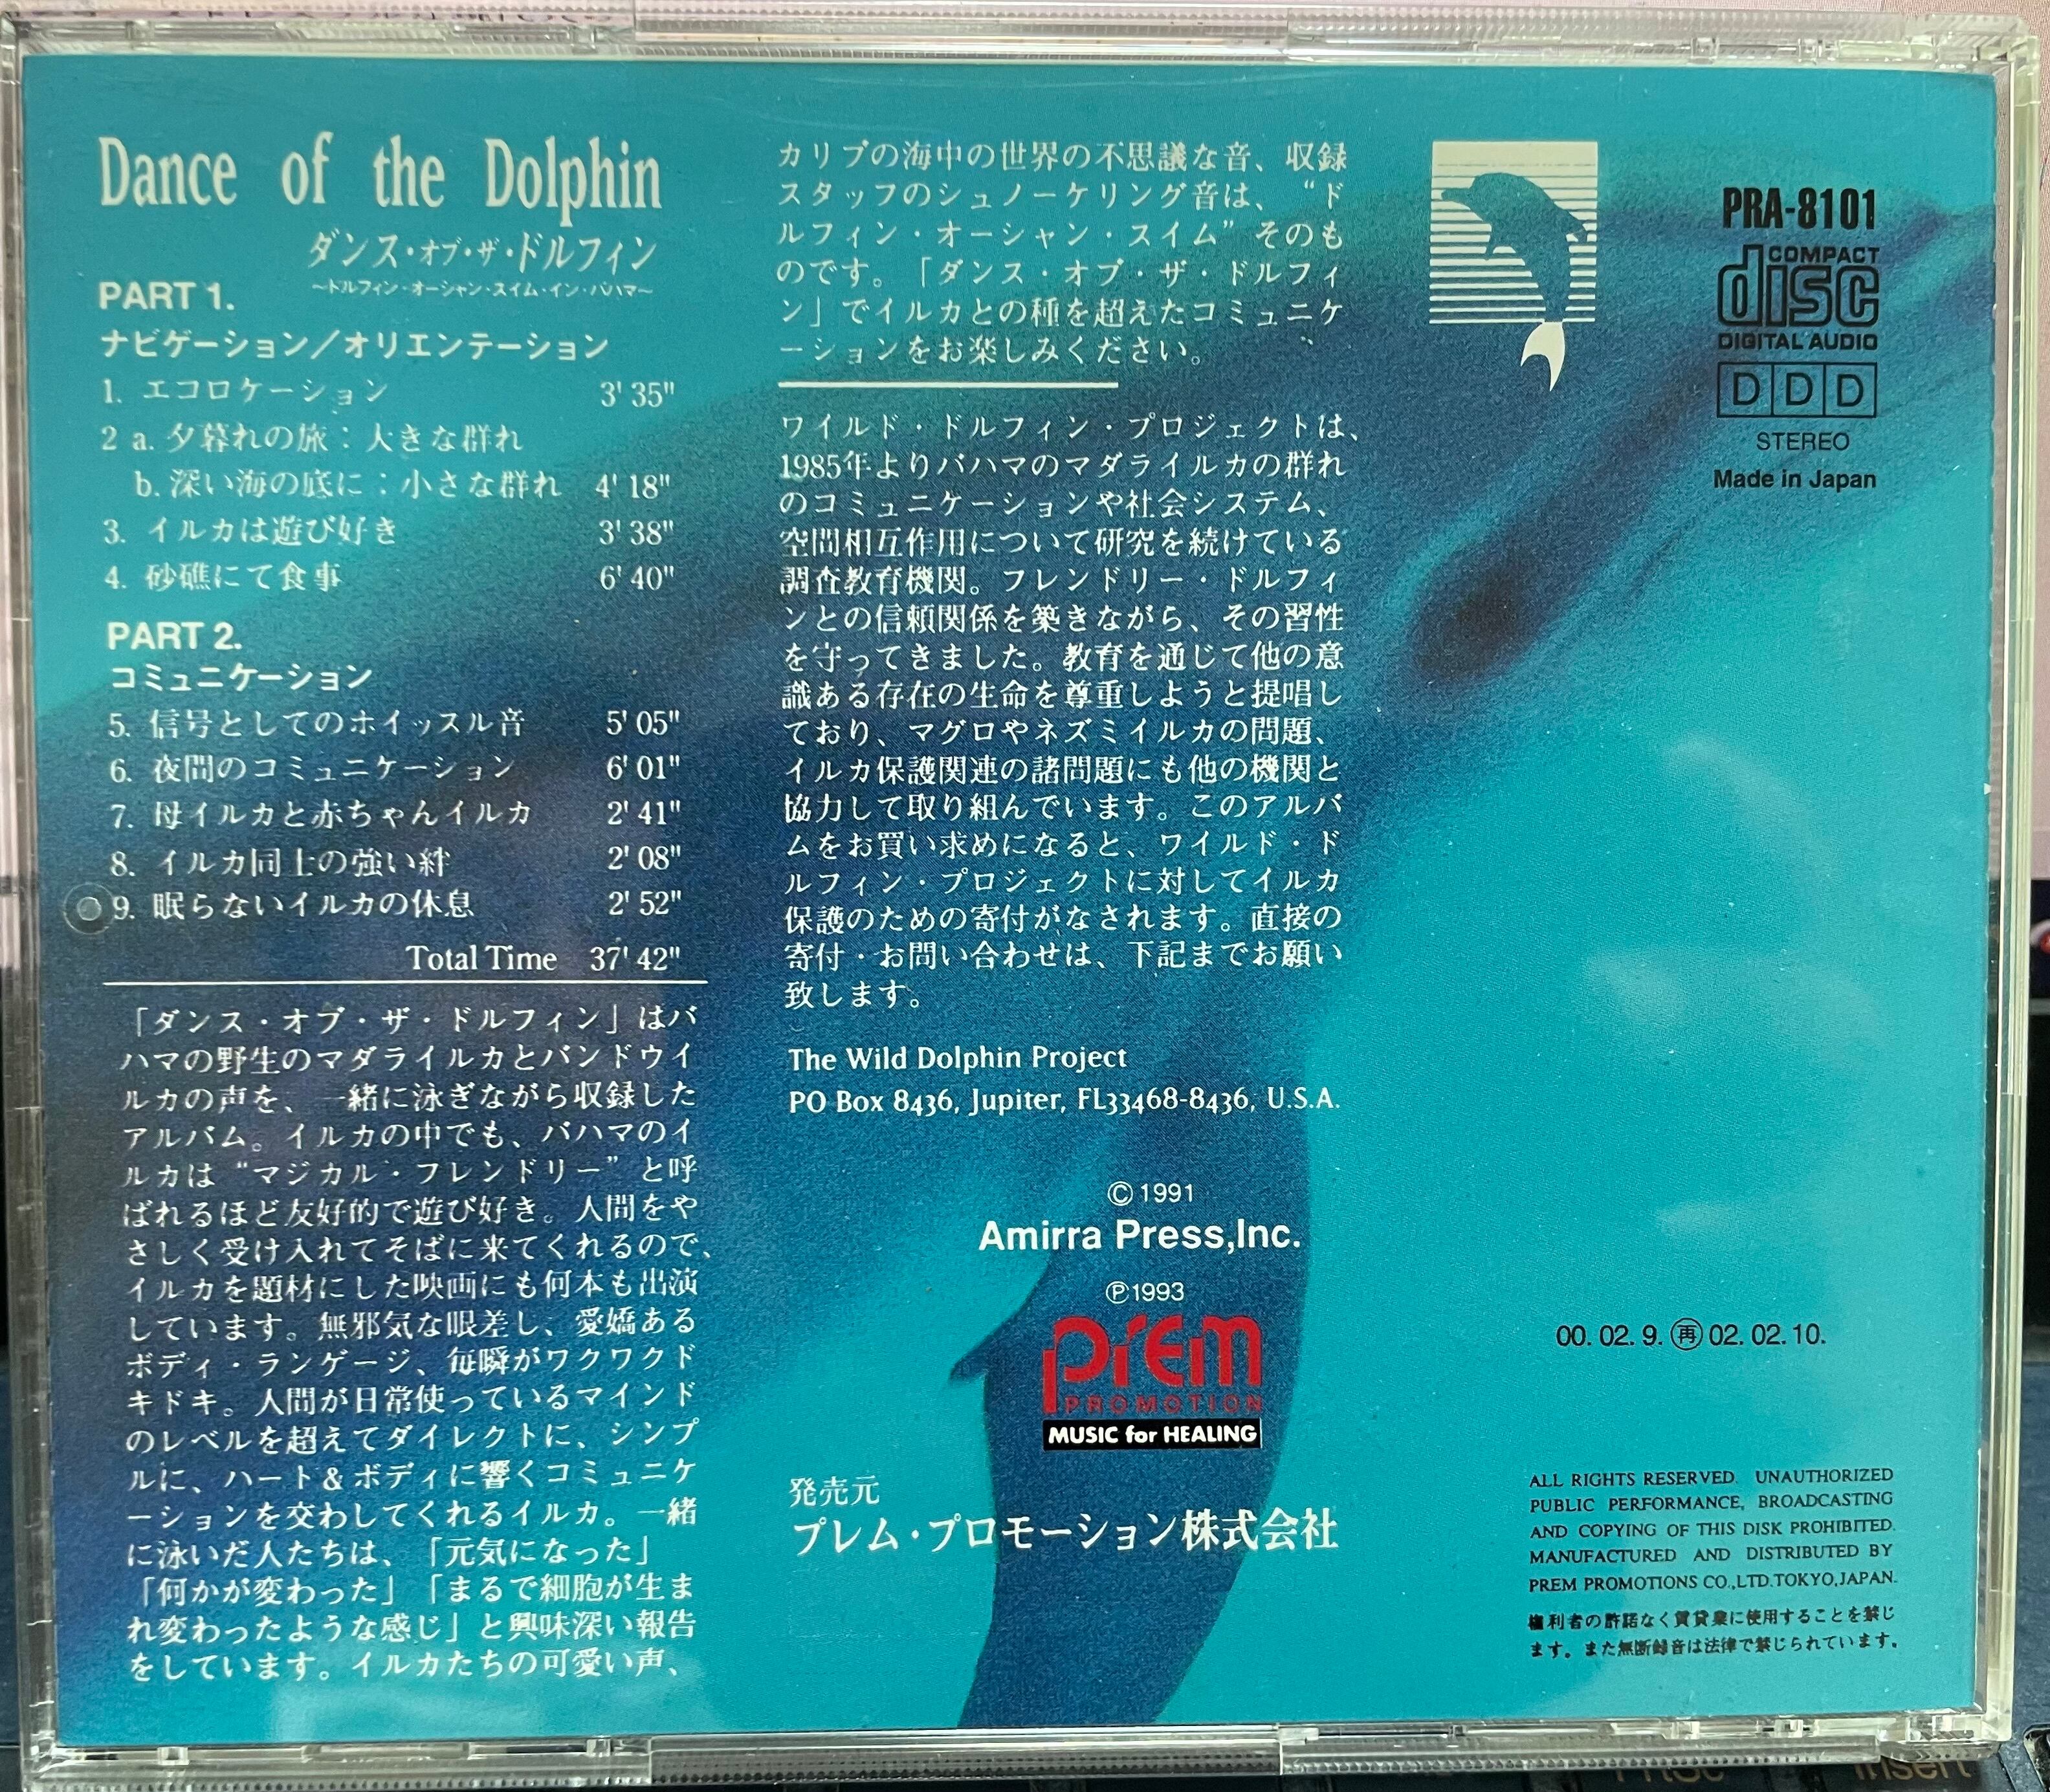 Dance of the Dolphin
ダンス・オブ・ザ・ドルフィン
～ドルフィン・オーシャン・スイム・イン・バハマ～
PART 1.
ナビゲーション／オリエンテーション
1. エコロケーション 3' 35"
2 a. 夕暮れの旅：大きな群れ
b. 深い海の底に：小さな群れ 4' 18"
3. イルカは遊び好き 3' 38"
4. 砂礁にて食事 6' 40"
PART 2.
コミュニケーション
5. 信号としてのホイッスル音 5' 05"
6. 夜間のコミュニケーション 6' 01"
7. 母イルカと赤ちゃんイルカ 2' 41"
8. イルカ同士の強い絆 2' 08"
9. 眠らないイルカの休息 2' 52"
Total Time 37' 42"
「ダンス・オブ・ザ・ドルフィン」はバ
ハマの野生のマダライルカとバンドウイ
ルカの声を、一緒に泳ぎながら収録した
アルバム。イルカの中でも、バハマのイ
ルカは“マジカル・フレンドリー”と呼
ばれるほど友好的で遊び好き。人間をや
さしく受け入れてそばに来てくれるので、
イルカを題材にした映画にも何本も出演
しています。無邪気な眼差し、愛嬌ある
ボディ・ランゲージ、毎瞬がワクワクド
キドキ。人間が日常使っているマインド
のレベルを超えてダイレクトに、シンプ
ルに、ハート＆ボディに響くコミュニケ
ーションを交わしてくれるイルカ。一緒
に泳いだ人たちは、「元気になった」
「何かが変わった」「まるで細胞が生ま
れ変わったような感じ」と興味深い報告
をしています。イルカたちの可愛い声、
カリブの海中の世界の不思議な音、収録
スタッフのシュノーケリング音は、“ド
ルフィン・オーシャン・スイム”そのも
のです。「ダンス・オブ・ザ・ドルフィ
ン」でイルカとの種を超えたコミュニケ
ーションをお楽しみください。
ワイルド・ドルフィン・プロジェクトは、
1985年よりバハマのマダライルカの群れ
のコミュニケーションや社会システム、
空間相互作用について研究を続けている
調査教育機関。フレンドリー・ドルフィ
ンとの信頼関係を築きながら、その習性
を守ってきました。教育を通じて他の意
識ある存在の生命を尊重しようと提唱し
ており、マグロやネズミイルカの問題、
イルカ保護関連の諸問題にも他の機関と
協力して取り組んでいます。このアルバ
ムをお買い求めになると、ワイルド・ド
ルフィン・プロジェクトに対してイルカ
保護のための寄付がなされます。直接の
寄付・お問い合わせは、下記までお願い
致します。
The Wild Dolphin Project
PO Box 8436, Jupiter, FL33468-8436, U.S.A.
Ⓒ 1991
Amirra Press,Inc.
Ⓟ1993
prem
PROMOTION
MUSIC for HEALING
発売元
プレム・プロモーション株式会社
PRA-8101
COMPACT
disc
DIGITAL AUDIO
D D D
STEREO
Made in Japan
00. 02. 9. ㊢再 02. 02. 10.
ALL RIGHTS RESERVED. UNAUTHORIZED
PUBLIC PERFORMANCE, BROADCASTING
AND COPYING OF THIS DISK PROHIBITED.
MANUFACTURED AND DISTRIBUTED BY
PREM PROMOTIONS CO.,LTD.TOKYO,JAPAN.
権利者の許諾なく賃貸業に使用することを禁じ
ます。また無断録音は法律で禁じられています。
PrtSc
Insert